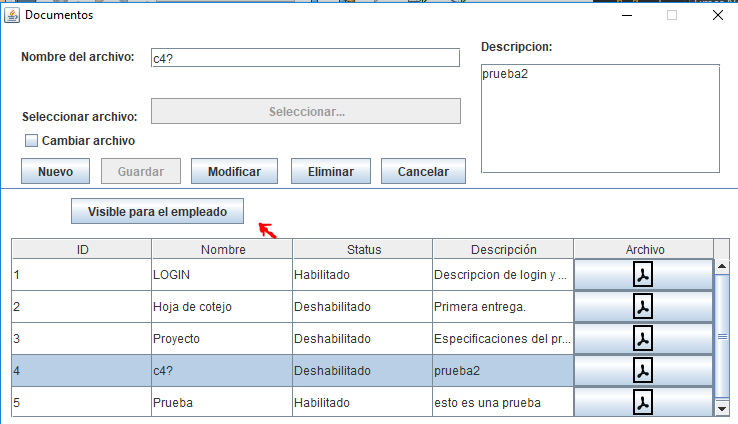 Documentos
Nombre del archivo:
c4?
Descripcion:
prueba2
Seleccionar archivo:
Seleccionar...
Cambiar archivo
Nuevo Guardar Modificar Eliminar Cancelar
Visible para el empleado
ID Nombre Status Descripción Archivo
1 LOGIN Habilitado Descripcion de login y ...
2 Hoja de cotejo Deshabilitado Primera entrega.
3 Proyecto Deshabilitado Especificaciones del pr...
4 c4? Deshabilitado prueba2
5 Prueba Habilitado esto es una prueba